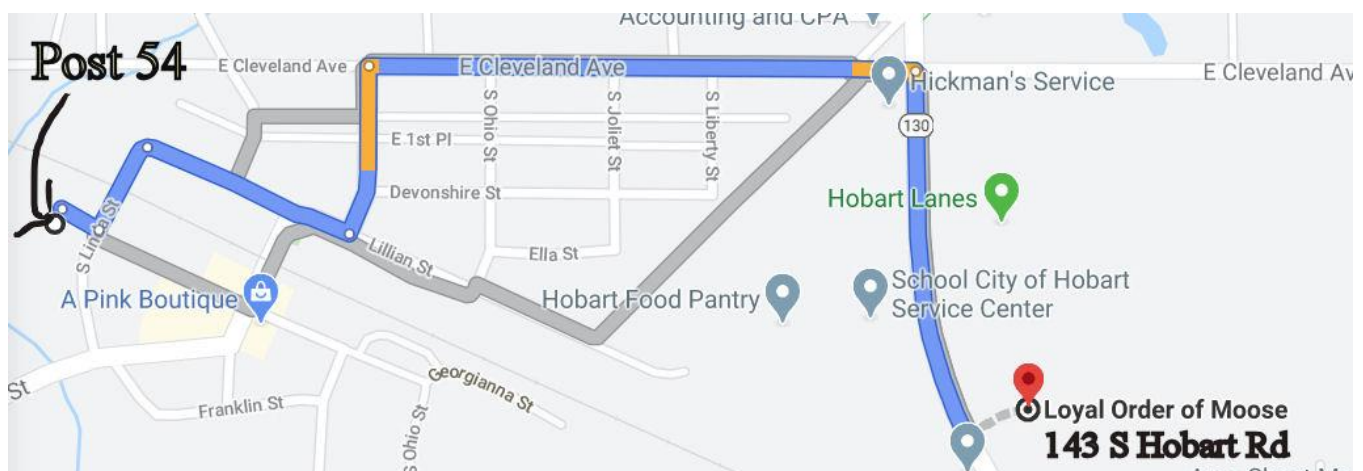 Accounting and CPA
Post 54
E Cleveland Ave
E Cleveland Ave
E Cleveland Av
Hickman's Service
130
S Ohio St
S Joliet St
S Liberty St
E 1st Pl
Devonshire St
Hobart Lanes
S Linda St
Lillian St
Ella St
A Pink Boutique
Hobart Food Pantry
School City of Hobart
Service Center
Georgianna St
St
Franklin St
S Ohio St
Loyal Order of Moose
143 S Hobart Rd